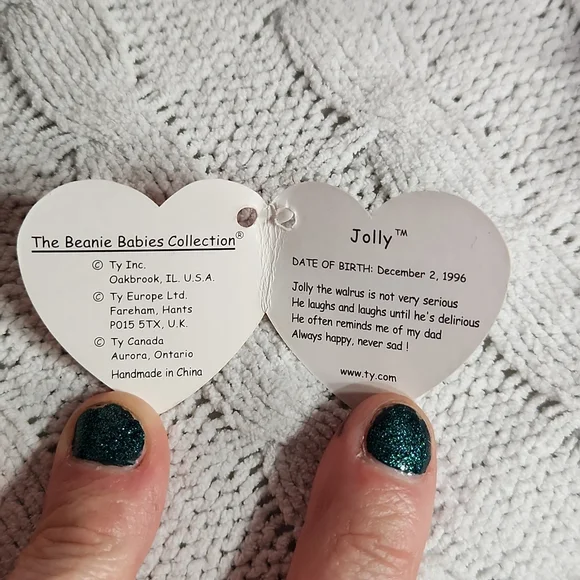 The Beanie Babies Collection®
© Ty Inc.
Oakbrook, IL. U.S.A.
© Ty Europe Ltd.
Fareham, Hants
PO15 5TX, U.K.
© Ty Canada
Aurora, Ontario
Handmade in China
Jolly™
DATE OF BIRTH: December 2, 1996
Jolly the walrus is not very serious
He laughs and laughs until he's delirious
He often reminds me of my dad
Always happy, never sad !
www.ty.com